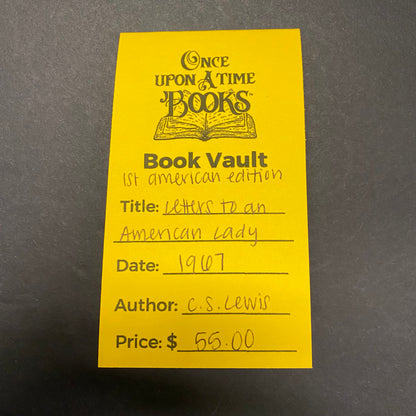 ONCE
UPON A TIME
BOOKS
Book Vault
1st american edition
Title: Letters to an
American Lady
Date: 1967
Author: C.S. Lewis
Price: $ 55.00